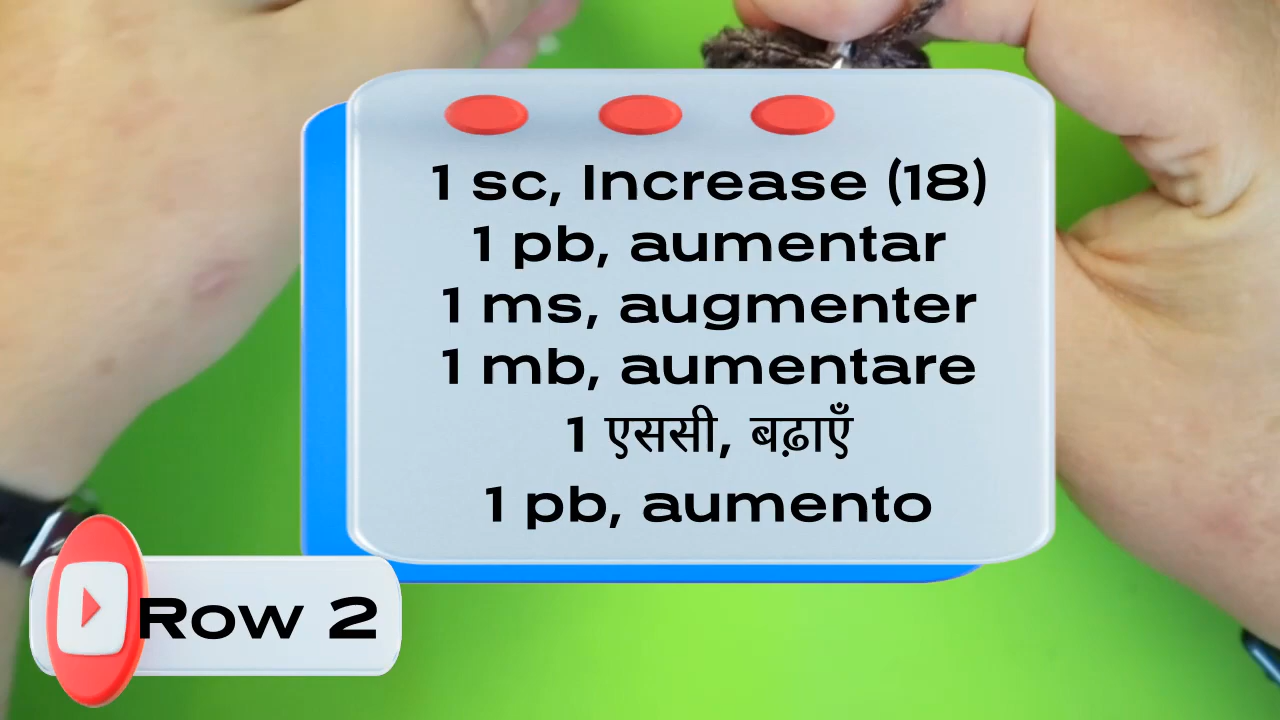 1 sc, Increase (18)
1 pb, aumentar
1 ms, augmenter
1 mb, aumentare
1 एससी, बढ़ाएँ
1 pb, aumento
Row 2